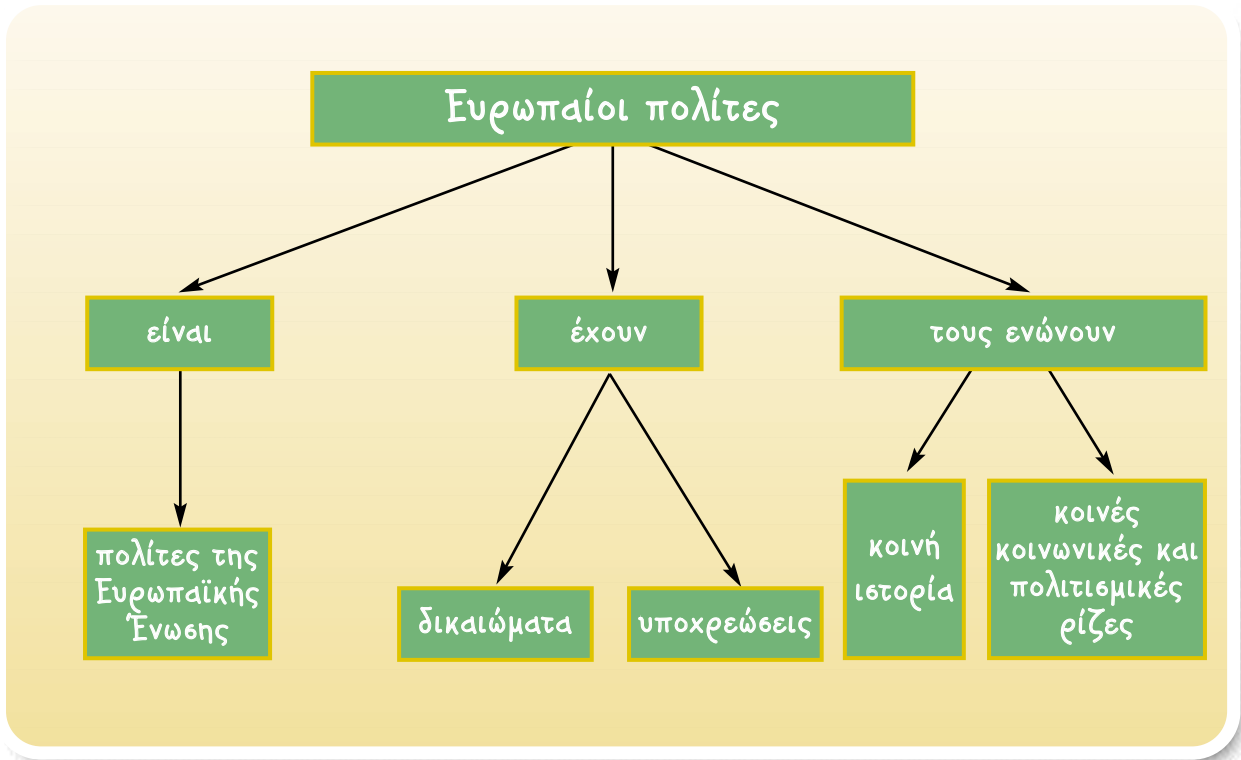 Ευρωπαίοι πολίτες
είναι
έχουν
τους ενώνουν
πολίτες της
Ευρωπαϊκής
Ένωσης
δικαιώματα
υποχρεώσεις
κοινή
ιστορία
κοινές
κοινωνικές και
πολιτισμικές
ρίζες